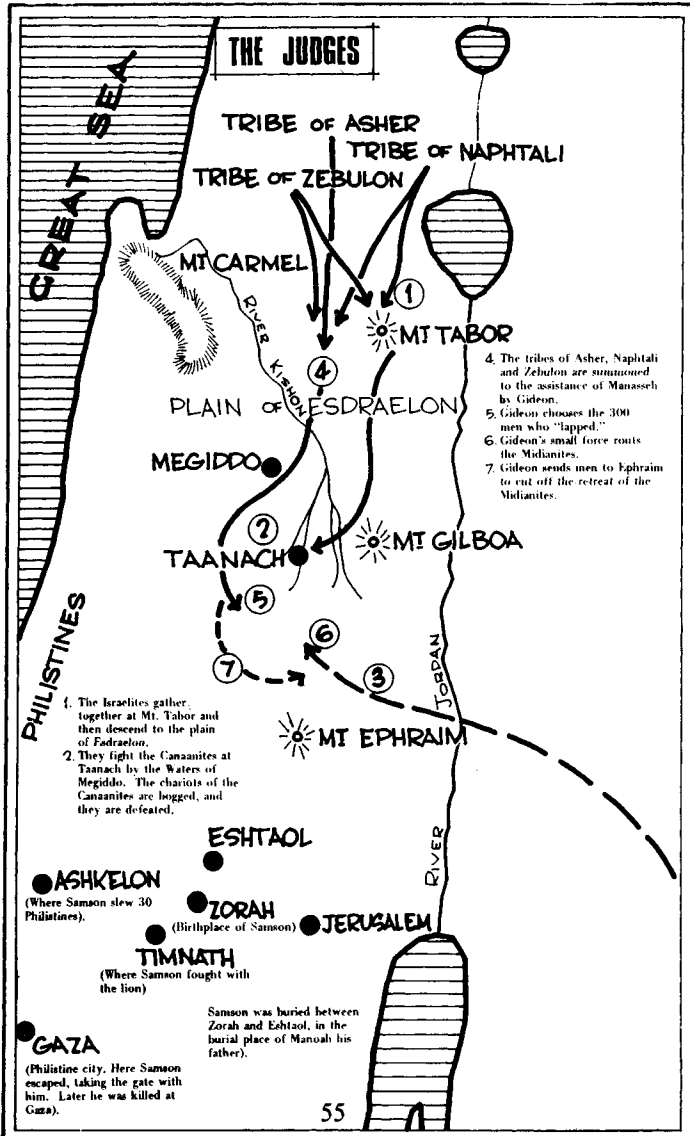 THE JUDGES
GREAT SEA
TRIBE OF ASHER
TRIBE OF NAPHTALI
TRIBE OF ZEBULON
MT CARMEL
RIVER KISHON
1
MT TABOR
4
PLAIN OF ESDRAELON
4. The tribes of Asher, Naphtali
and Zebulon are summoned
to the assistance of Manasseh
by Gideon.
5. Gideon chooses the 300
men who "lapped."
6. Gideon's small force routs
the Midianites.
7. Gideon sends men to Ephraim
to cut off the retreat of the
Midianites.
MEGIDDO
2
TAANACH
MT GILBOA
5
6
7
3
PHILISTINES
RIVER JORDAN
1. The Israelites gather
together at Mt. Tabor and
then descend to the plain
of Esdraelon.
2. They fight the Canaanites at
Taanach by the Waters of
Megiddo. The chariots of the
Canaanites are bogged, and
they are defeated.
MT EPHRAIM
ESHTAOL
ASHKELON
(Where Samson slew 30
Philistines).
ZORAH
(Birthplace of Samson)
JERUSALEM
TIMNATH
(Where Samson fought with
the lion)
Samson was buried between
Zorah and Eshtaol, in the
burial place of Manoah his
father).
GAZA
(Philistine city. Here Samson
escaped, taking the gate with
him. Later he was killed at
Gaza).
55